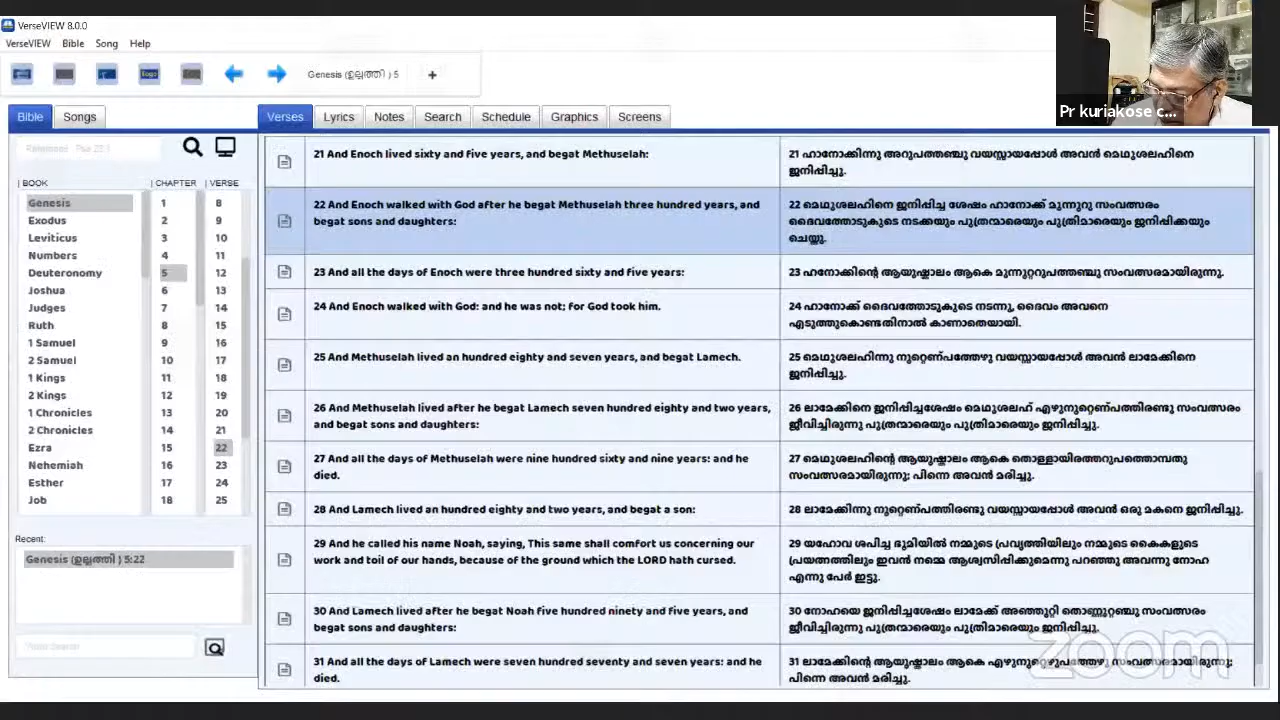 VerseVIEW 8.0.0
VerseVIEW Bible Song Help
Genesis (ഉല്പത്തി ) 5 +
Pr kuriakose c...
Bible Songs
Verses Lyrics Notes Search Schedule Graphics Screens
| BOOK | CHAPTER | VERSE
Genesis 1 8
Exodus 2 9
Leviticus 3 10
Numbers 4 11
Deuteronomy 5 12
Joshua 6 13
Judges 7 14
Ruth 8 15
1 Samuel 9 16
2 Samuel 10 17
1 Kings 11 18
2 Kings 12 19
1 Chronicles 13 20
2 Chronicles 14 21
Ezra 15 22
Nehemiah 16 23
Esther 17 24
Job 18 25
Recent:
Genesis (ഉല്പത്തി ) 5:22
21 And Enoch lived sixty and five years, and begat Methuselah:
21 ഹാനോക്കിന്നു അറുപത്തഞ്ചു വയസ്സായപ്പോൾ അവൻ മെഥൂശലഹിനെ
ജനിപ്പിച്ചു.
22 And Enoch walked with God after he begat Methuselah three hundred years, and
begat sons and daughters:
22 മെഥൂശലഹിനെ ജനിപ്പിച്ച ശേഷം ഹാനോക്ക് മൂന്നൂറു സംവത്സരം
ദൈവത്തോടുകൂടെ നടക്കയും പുത്രന്മാരെയും പുത്രിമാരെയും ജനിപ്പിക്കയും
ചെയ്തു.
23 And all the days of Enoch were three hundred sixty and five years:
23 ഹനോക്കിന്റെ ആയുഷ്കാലം ആകെ മുന്നൂററുപത്തഞ്ചു സംവത്സരമായിരുന്നു.
24 And Enoch walked with God: and he was not; for God took him.
24 ഹാനോക്ക് ദൈവത്തോടുകൂടെ നടന്നു, ദൈവം അവനെ
എടുത്തുകൊണ്ടതിനാൽ കാണാതെയായി.
25 And Methuselah lived an hundred eighty and seven years, and begat Lamech.
25 മെഥൂശലഹിന്നു നൂറ്റെണ്പത്തേഴു വയസ്സായപ്പോൾ അവൻ ലാമേക്കിനെ
ജനിപ്പിച്ചു.
26 And Methuselah lived after he begat Lamech seven hundred eighty and two years,
and begat sons and daughters:
26 ലാമേക്കിനെ ജനിപ്പിച്ചശേഷം മെഥൂശലഹ് എഴുനൂറ്റെണ്പത്തിരണ്ടു സംവത്സരം
ജീവിച്ചിരുന്നു പുത്രന്മാരെയും പുത്രിമാരെയും ജനിപ്പിച്ചു.
27 And all the days of Methuselah were nine hundred sixty and nine years: and he
died.
27 മെഥൂശലഹിന്റെ ആയുഷ്കാലം ആകെ തൊള്ളായിരത്തറുപത്തൊമ്പതു
സംവത്സരമായിരുന്നു; പിന്നെ അവൻ മരിച്ചു.
28 And Lamech lived an hundred eighty and two years, and begat a son:
28 ലാമേക്കിന്നു നൂറ്റെണ്പത്തിരണ്ടു വയസ്സായപ്പോൾ അവൻ ഒരു മകനെ ജനിപ്പിച്ചു.
29 And he called his name Noah, saying, This same shall comfort us concerning our
work and toil of our hands, because of the ground which the LORD hath cursed.
29 യഹോവ ശപിച്ച ഭൂമിയിൽ നമ്മുടെ പ്രവൃത്തിയിലും നമ്മുടെ കൈകളുടെ
പ്രയത്നത്തിലും ഇവൻ നമ്മെ ആശ്വസിപ്പിക്കുമെന്നു പറഞ്ഞു അവന്നു നോഹ
എന്നു പേർ ഇട്ടു.
30 And Lamech lived after he begat Noah five hundred ninety and five years, and
begat sons and daughters:
30 നോഹയെ ജനിപ്പിച്ചശേഷം ലാമേക്ക് അഞ്ഞൂറ്റി തൊണ്ണൂറ്റഞ്ചു സംവത്സരം
ജീവിച്ചിരുന്നു പുത്രന്മാരെയും പുത്രിമാരെയും ജനിപ്പിച്ചു.
31 And all the days of Lamech were seven hundred seventy and seven years: and he
died.
31 ലാമേക്കിന്റെ ആയുഷ്കാലം ആകെ എഴുനൂറ്റെഴുപത്തേഴു സംവത്സരമായിരുന്നു;
പിന്നെ അവൻ മരിച്ചു.
zoom